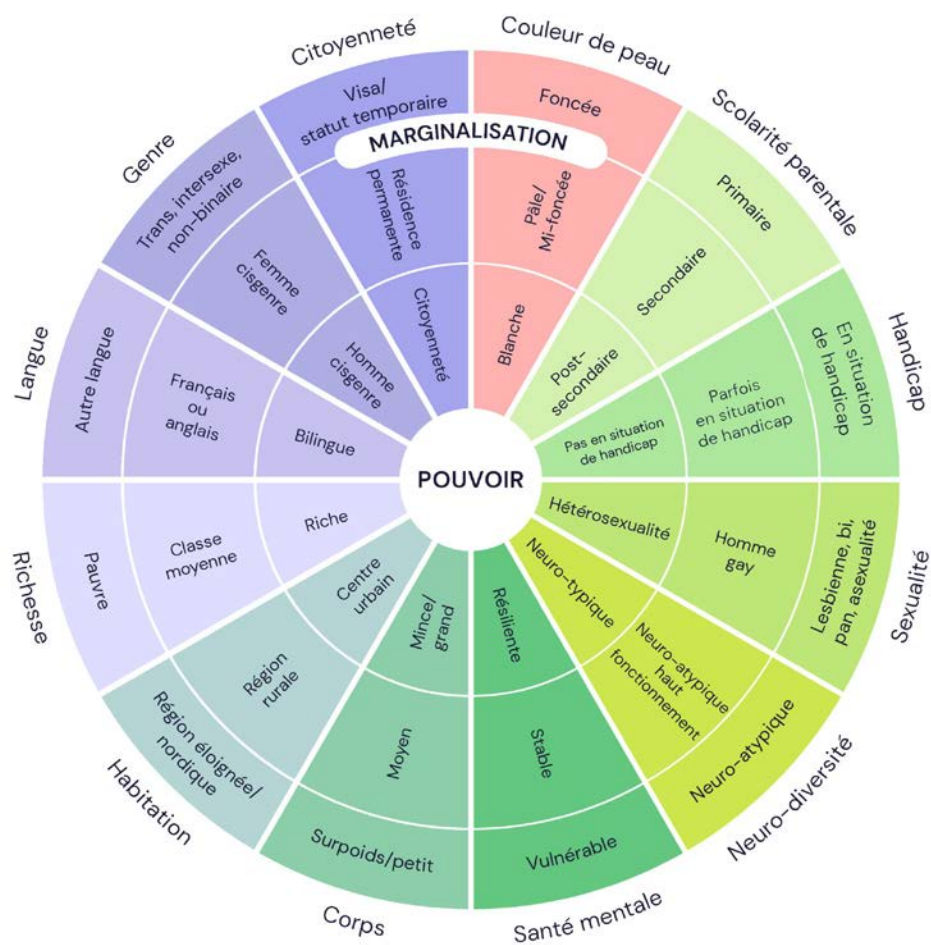 Citoyenneté
Visa/
statut temporaire
MARGINALISATION
Résidence
permanente
Citoyenneté
Couleur de peau
Foncée
Pâle/
Mi-foncée
Blanche
Scolarité parentale
Primaire
Secondaire
Post-
secondaire
Handicap
En situation
de handicap
Parfois
en situation
de handicap
Pas en situation
de handicap
Sexualité
Lesbienne, bi,
pan, asexualité
Homme
gay
Hétérosexualité
Neuro-diversité
Neuro-atypique
Neuro-atypique
haut
fonctionnement
Neuro-typique
Santé mentale
Vulnérable
Stable
Résiliente
Corps
Surpoids/petit
Moyen
Mince/
grand
Habitation
Région éloignée/
nordique
Région
rurale
Centre
urbain
Richesse
Pauvre
Classe
moyenne
Riche
Langue
Autre langue
Français
ou
anglais
Bilingue
Genre
Trans, intersexe,
non-binaire
Femme
cisgenre
Homme
cisgenre
POUVOIR